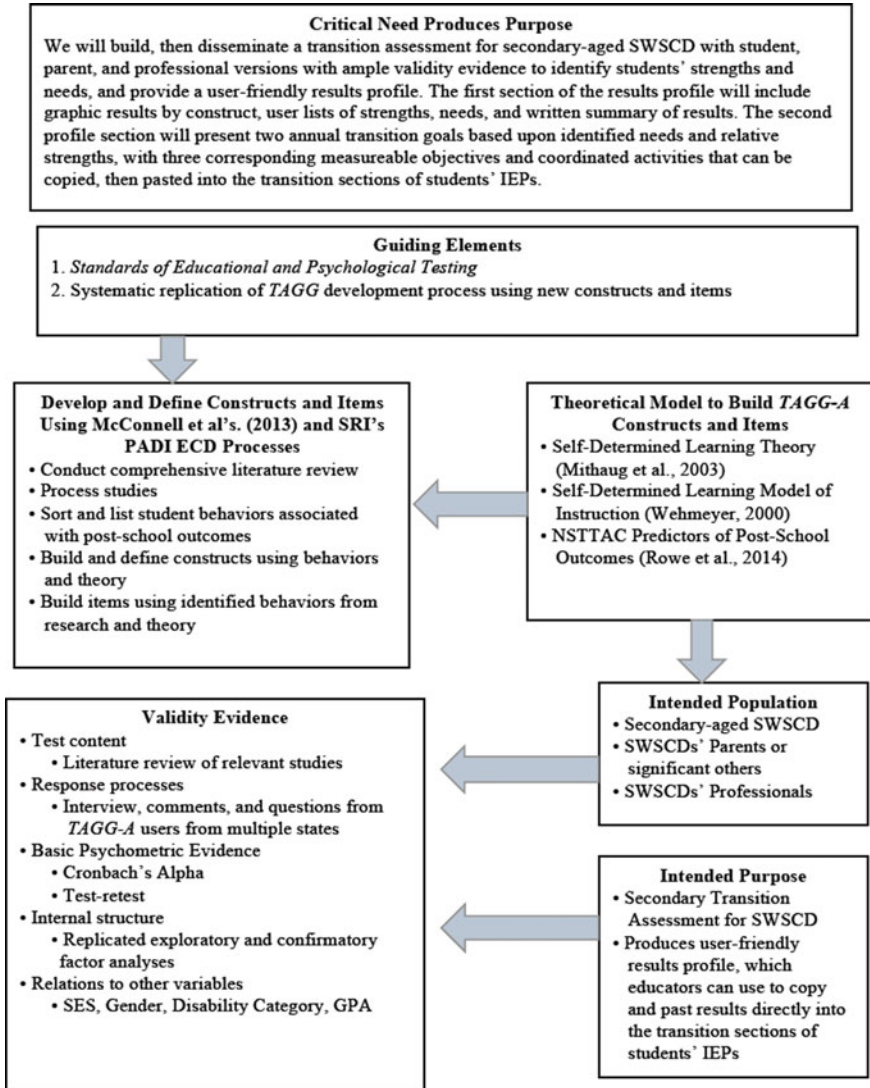 Critical Need Produces Purpose
We will build, then disseminate a transition assessment for secondary-aged SWSCD with student,
parent, and professional versions with ample validity evidence to identify students' strengths and
needs, and provide a user-friendly results profile. The first section of the results profile will include
graphic results by construct, user lists of strengths, needs, and written summary of results. The second
profile section will present two annual transition goals based upon identified needs and relative
strengths, with three corresponding measureable objectives and coordinated activities that can be
copied, then pasted into the transition sections of students' IEPs.
Guiding Elements
1. Standards of Educational and Psychological Testing
2. Systematic replication of TAGG development process using new constructs and items
Develop and Define Constructs and Items
Using McConnell et al's. (2013) and SRI's
PADI ECD Processes
• Conduct comprehensive literature review
• Process studies
• Sort and list student behaviors associated
with post-school outcomes
• Build and define constructs using behaviors
and theory
• Build items using identified behaviors from
research and theory
Theoretical Model to Build TAGG-A
Constructs and Items
• Self-Determined Learning Theory
(Mithaug et al., 2003)
• Self-Determined Learning Model of
Instruction (Wehmeyer, 2000)
• NSTTAC Predictors of Post-School
Outcomes (Rowe et al., 2014)
Validity Evidence
• Test content
• Literature review of relevant studies
• Response processes
• Interview, comments, and questions from
TAGG-A users from multiple states
• Basic Psychometric Evidence
• Cronbach's Alpha
• Test-retest
• Internal structure
• Replicated exploratory and confirmatory
factor analyses
• Relations to other variables
• SES, Gender, Disability Category, GPA
Intended Population
• Secondary-aged SWSCD
• SWSCDs' Parents or
significant others
• SWSCDs' Professionals
Intended Purpose
• Secondary Transition
Assessment for SWSCD
• Produces user-friendly
results profile, which
educators can use to copy
and past results directly into
the transition sections of
students' IEPs